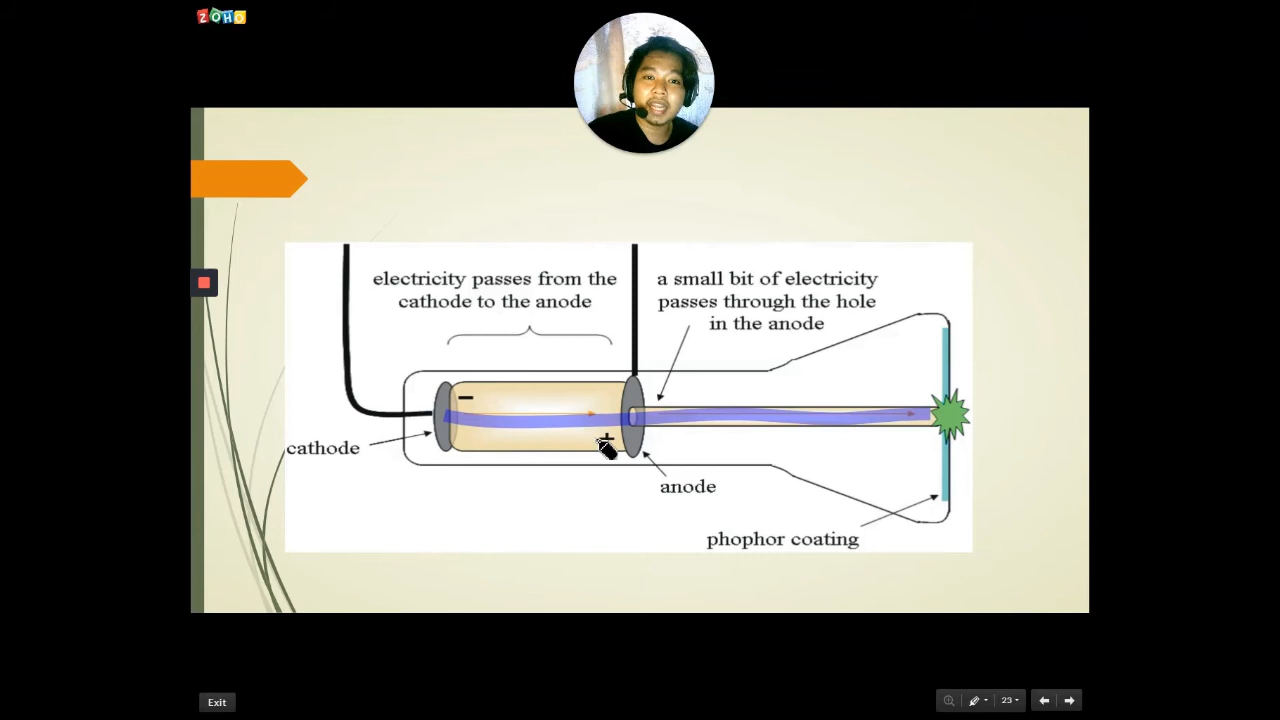 ZOHO
electricity passes from the
cathode to the anode
a small bit of electricity
passes through the hole
in the anode
−
+
cathode
anode
phophor coating
Exit
23